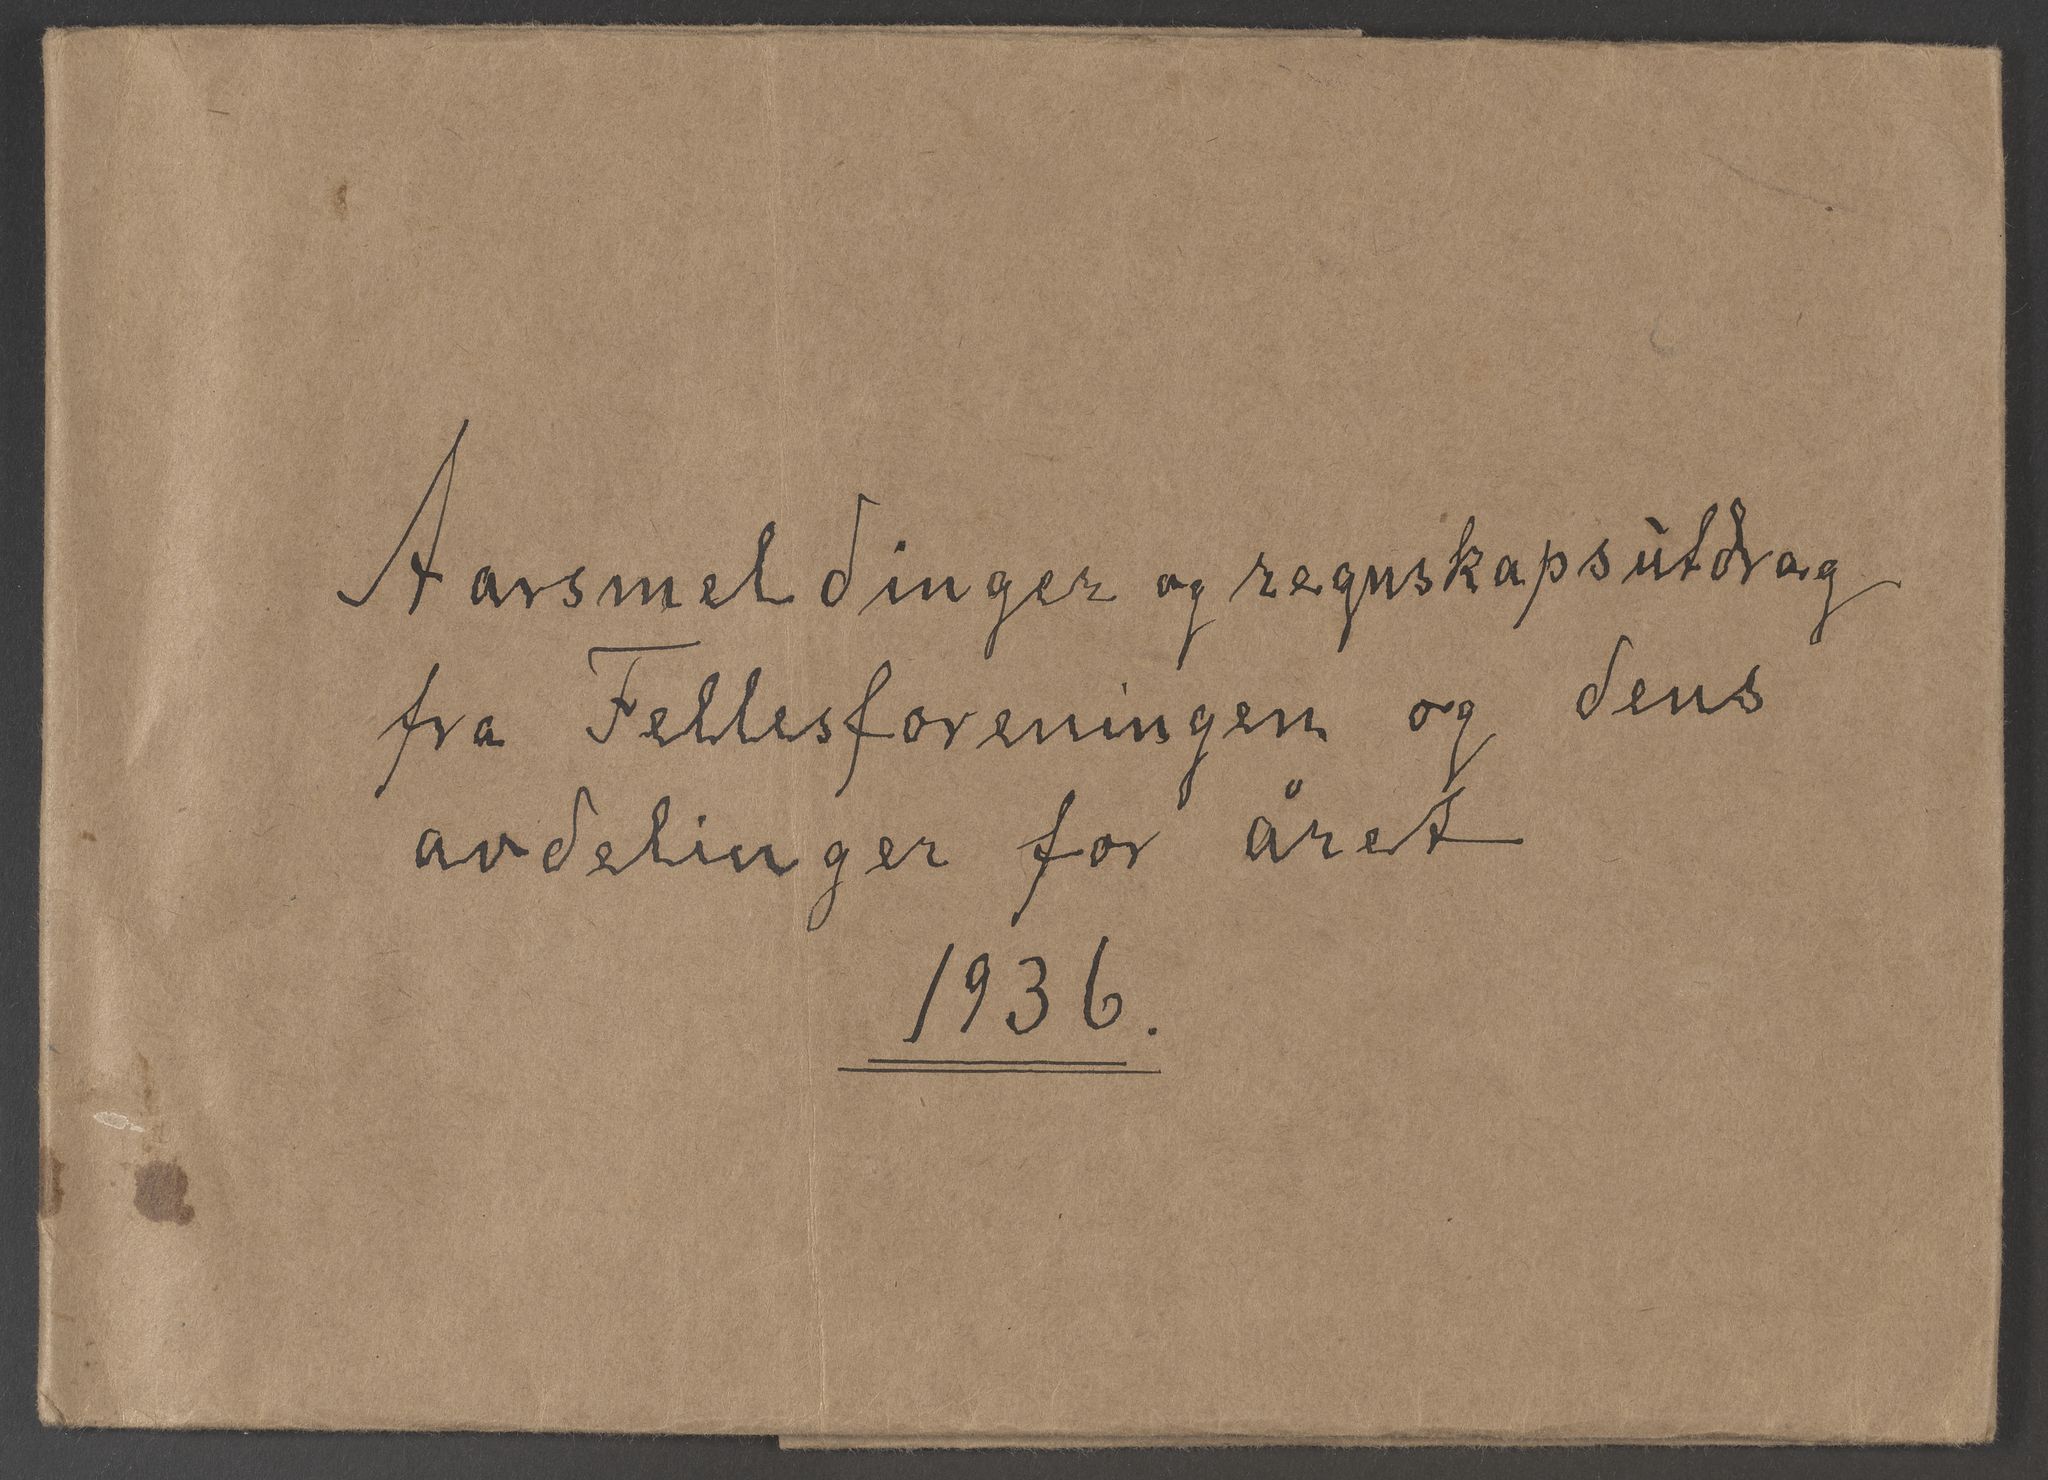 Aarsmeldinger og regnskapsutdrag
fra Fellesforeningen og dens
avdelinger for året
1936.